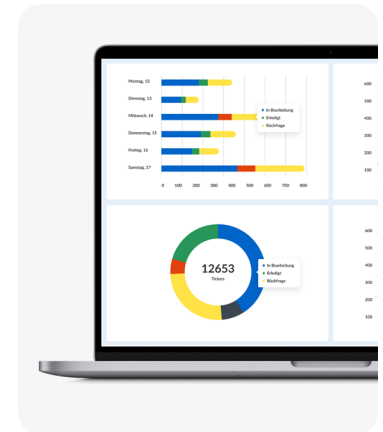 Montag, 12
Dienstag, 13
Mittwoch, 14
Donnerstag, 15
Freitag, 16
Samstag, 17
0 100 200 300 400 500 600 700 800
In Bearbeitung
Erledigt
Rückfrage
600
500
400
300
200
100
12653
Tickets
In Bearbeitung
Erledigt
Rückfrage
600
500
400
300
200
100